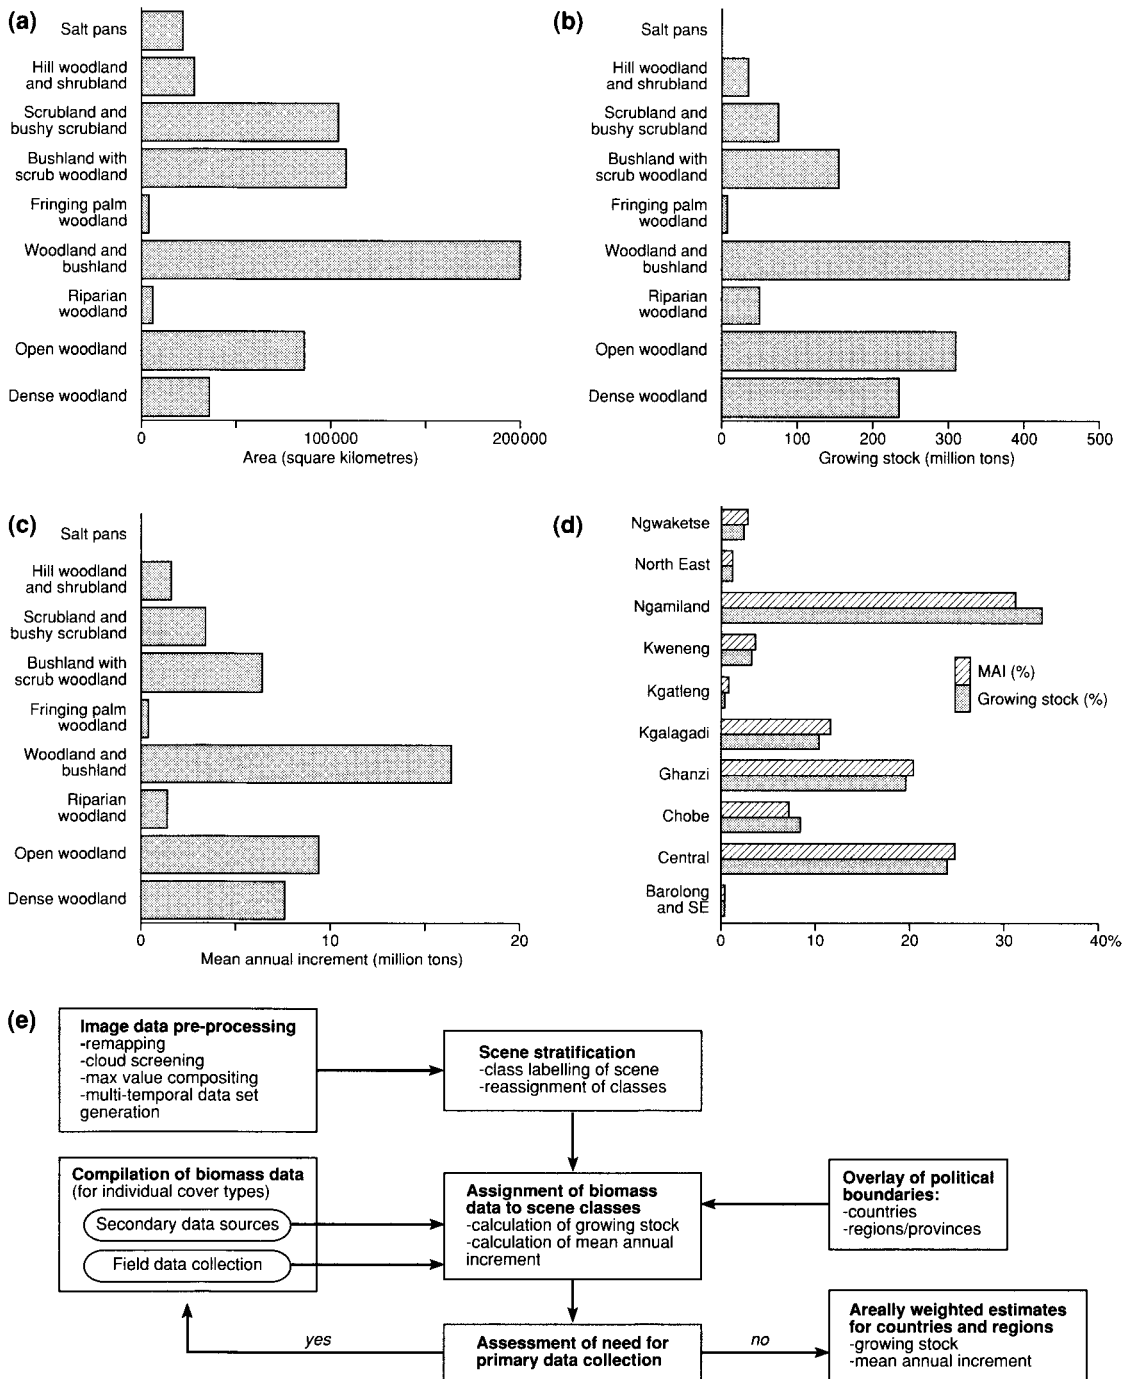 (a)
Salt pans
Hill woodland
and shrubland
Scrubland and
bushy scrubland
Bushland with
scrub woodland
Fringing palm
woodland
Woodland and
bushland
Riparian
woodland
Open woodland
Dense woodland
0
100000
200000
Area (square kilometres)
(b)
Salt pans
Hill woodland
and shrubland
Scrubland and
bushy scrubland
Bushland with
scrub woodland
Fringing palm
woodland
Woodland and
bushland
Riparian
woodland
Open woodland
Dense woodland
0
100
200
300
400
500
Growing stock (million tons)
(c)
Salt pans
Hill woodland
and shrubland
Scrubland and
bushy scrubland
Bushland with
scrub woodland
Fringing palm
woodland
Woodland and
bushland
Riparian
woodland
Open woodland
Dense woodland
0
10
20
Mean annual increment (million tons)
(d)
Ngwaketse
North East
Ngamiland
Kweneng
Kgatleng
Kgalagadi
Ghanzi
Chobe
Central
Barolong
and SE
MAI (%)
Growing stock (%)
0
10
20
30
40%
(e)
Image data pre-processing
-remapping
-cloud screening
-max value compositing
-multi-temporal data set
generation
Scene stratification
-class labelling of scene
-reassignment of classes
Compilation of biomass data
(for individual cover types)
Secondary data sources
Field data collection
Assignment of biomass
data to scene classes
-calculation of growing stock
-calculation of mean annual
increment
Overlay of political
boundaries:
-countries
-regions/provinces
yes
Assessment of need for
primary data collection
no
Areally weighted estimates
for countries and regions
-growing stock
-mean annual increment